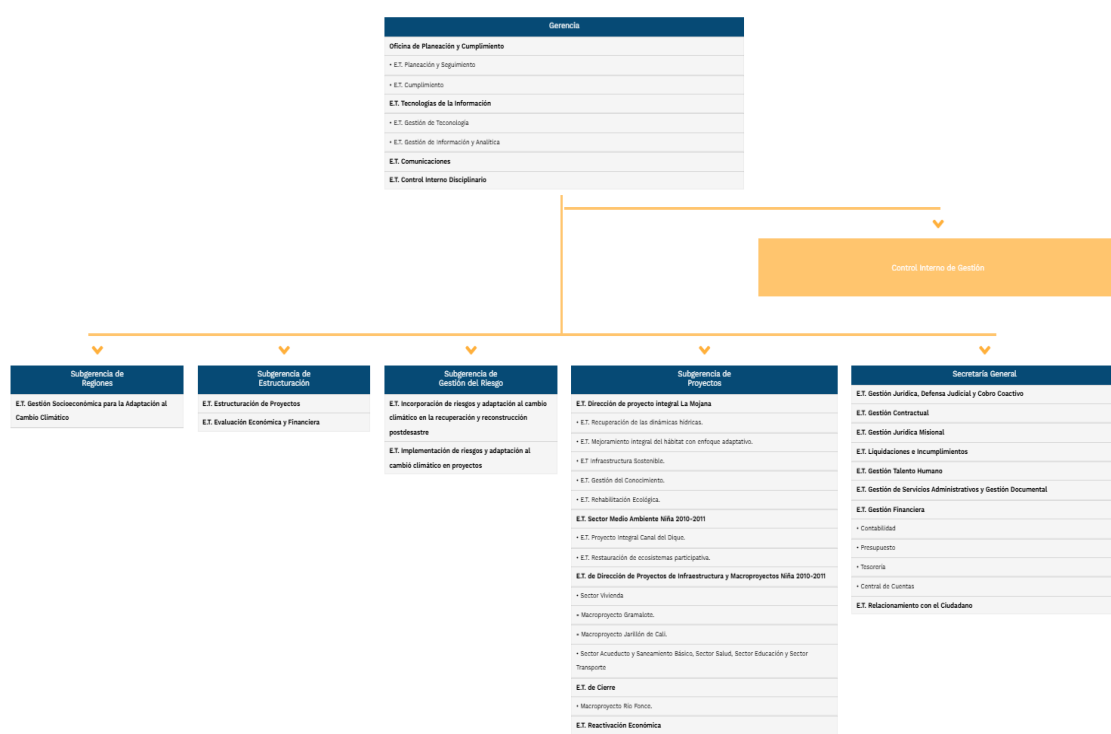 Gerencia
Oficina de Planeación y Cumplimiento
• E.T. Planeación y Seguimiento
• E.T. Cumplimiento
E.T. Tecnologías de la Información
• E.T. Gestión de Teconología
• E.T. Gestión de Información y Analítica
E.T. Comunicaciones
E.T. Control Interno Disciplinario
Control Interno de Gestión
Subgerencia de
Regiones
E.T. Gestión Socioeconómica para la Adaptación al
Cambio Climático
Subgerencia de
Estructuración
E.T. Estructuración de Proyectos
E.T. Evaluación Económica y Financiera
Subgerencia de
Gestión del Riesgo
E.T. Incorporación de riesgos y adaptación al cambio
climático en la recuperación y reconstrucción
postdesastre
E.T. Implementación de riesgos y adaptación al
cambió climático en proyectos
Subgerencia de
Proyectos
E.T. Dirección de proyecto integral La Mojana
• E.T. Recuperación de las dinámicas hídricas.
• E.T. Mejoramiento integral del hábitat con enfoque adaptativo.
• E.T Infraestructura Sostenible.
• E.T. Gestión del Conocimiento.
• E.T. Rehabilitación Ecológica.
E.T. Sector Medio Ambiente Niña 2010-2011
• E.T. Proyecto Integral Canal del Dique.
• E.T. Restauración de ecosistemas participativa.
E.T. de Dirección de Proyectos de Infraestructura y Macroproyectos Niña 2010-2011
• Sector Vivienda
• Macroproyecto Gramalote.
• Macroproyecto Jarillón de Cali.
• Sector Acueducto y Saneamiento Básico, Sector Salud, Sector Educación y Sector
Transporte
E.T. de Cierre
• Macroproyecto Río Fonce.
E.T. Reactivación Económica
Secretaría General
E.T. Gestión Jurídica, Defensa Judicial y Cobro Coactivo
E.T. Gestión Contractual
E.T. Gestión Jurídica Misional
E.T. Liquidaciones e Incumplimientos
E.T. Gestión Talento Humano
E.T. Gestión de Servicios Administrativos y Gestión Documental
E.T. Gestión Financiera
• Contabilidad
• Presupuesto
• Tesorería
• Central de Cuentas
E.T. Relacionamiento con el Ciudadano